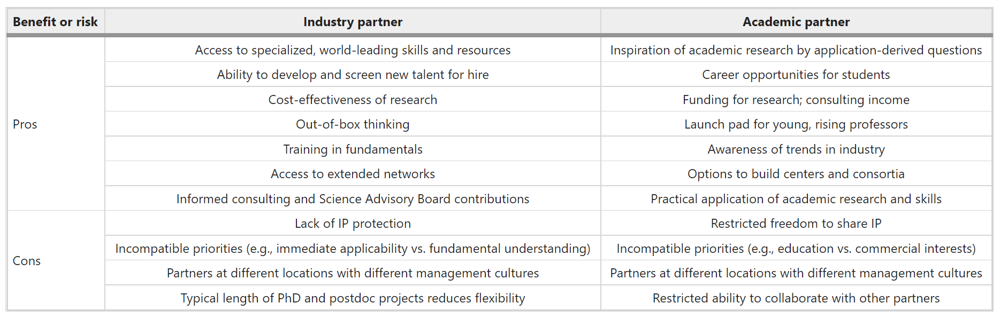 Benefit or risk Industry partner Academic partner
Access to specialized, world-leading skills and resources Inspiration of academic research by application-derived questions
Ability to develop and screen new talent for hire Career opportunities for students
Cost-effectiveness of research Funding for research; consulting income
Pros Out-of-box thinking Launch pad for young, rising professors
Training in fundamentals Awareness of trends in industry
Access to extended networks Options to build centers and consortia
Informed consulting and Science Advisory Board contributions Practical application of academic research and skills
Lack of IP protection Restricted freedom to share IP
Incompatible priorities (e.g., immediate applicability vs. fundamental understanding) Incompatible priorities (e.g., education vs. commercial interests)
Cons Partners at different locations with different management cultures Partners at different locations with different management cultures
Typical length of PhD and postdoc projects reduces flexibility Restricted ability to collaborate with other partners